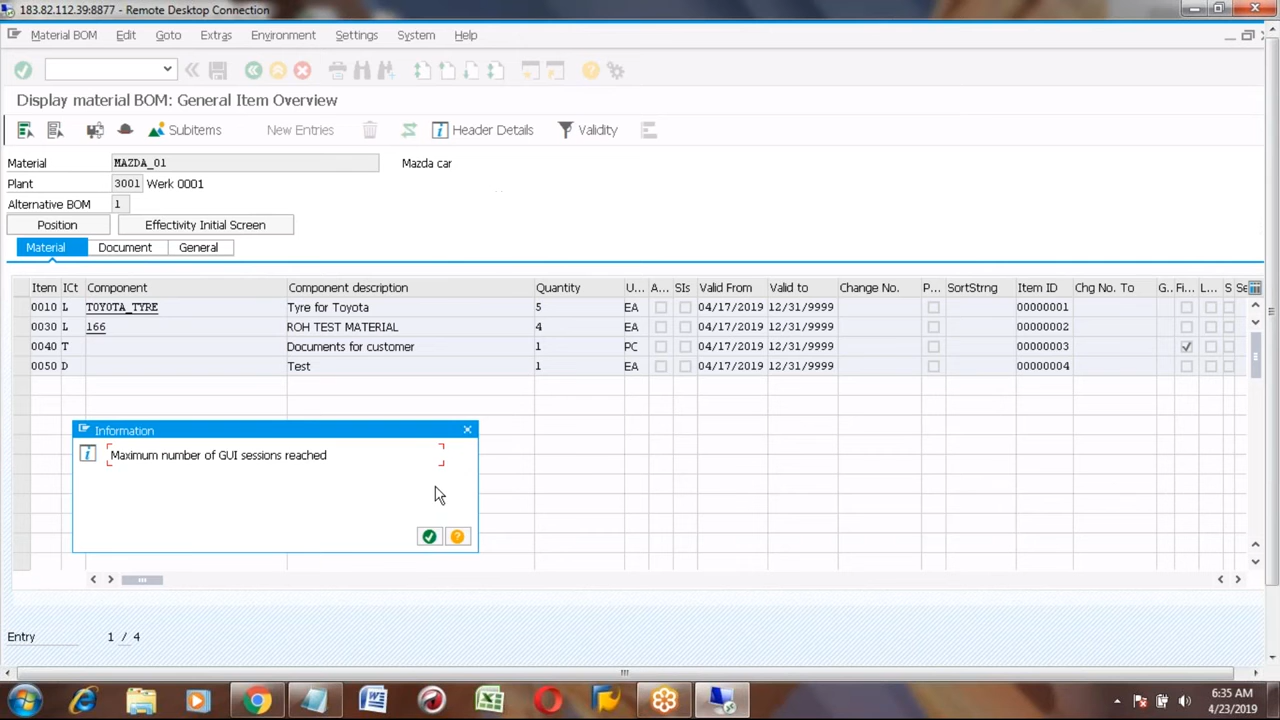 183.82.112.39:8877 - Remote Desktop Connection
Material BOM Edit Goto Extras Environment Settings System Help
Display material BOM: General Item Overview
Subitems New Entries Header Details Validity
Material MAZDA_01 Mazda car
Plant 3001 Werk 0001
Alternative BOM 1
Position Effectivity Initial Screen
Material Document General
Item ICt Component Component description Quantity U... A... SIs Valid From Valid to Change No. P... SortStrng Item ID Chg No. To G.. Fi... L... S Se
0010 L TOYOTA_TYRE Tyre for Toyota 5 EA 04/17/2019 12/31/9999 00000001
0030 L 166 ROH TEST MATERIAL 4 EA 04/17/2019 12/31/9999 00000002
0040 T Documents for customer 1 PC 04/17/2019 12/31/9999 00000003
0050 D Test 1 EA 04/17/2019 12/31/9999 00000004
Information
Maximum number of GUI sessions reached
Entry 1 / 4
6:35 AM
4/23/2019